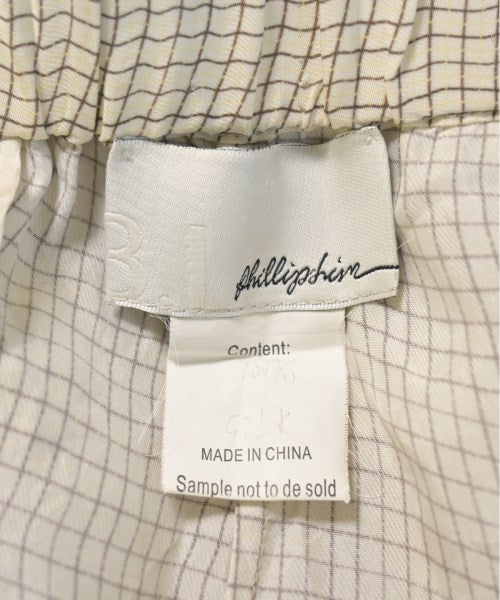 3.1
phillip lim
Content:
100%
Silk
MADE IN CHINA
Sample not to de sold